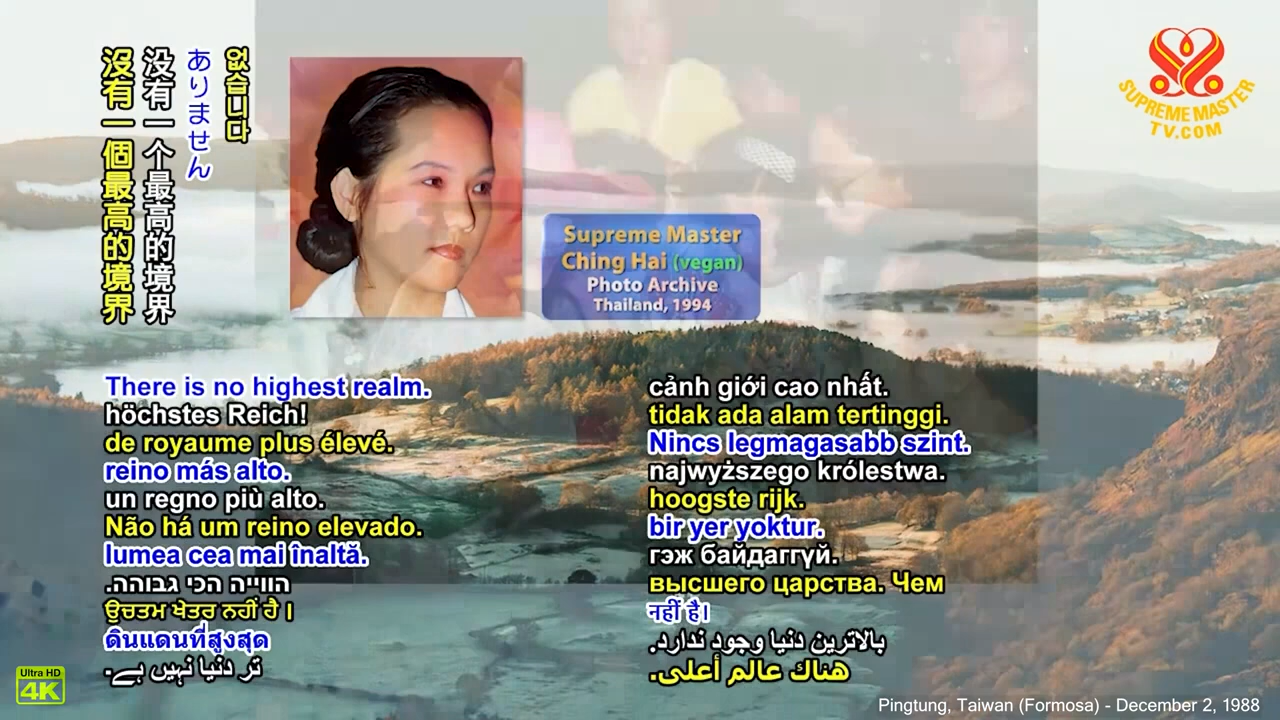 없습니다
ありません
没有一个最高的境界
沒有一個最高的境界
SUPREME MASTER
TV.COM
Supreme Master
Ching Hai (vegan)
Photo Archive
Thailand, 1994
There is no highest realm.
höchstes Reich!
de royaume plus élevé.
reino más alto.
un regno più alto.
Não há um reino elevado.
lumea cea mai înaltă.
הווייה הכי גבוהה.
ਉਚਤਮ ਖੇਤਰ ਨਹੀਂ ਹੈ।
ดินแดนที่สูงสุด
تر دنیا نہیں ہے۔
cảnh giới cao nhất.
tidak ada alam tertinggi.
Nincs legmagasabb szint.
najwyższego królestwa.
hoogste rijk.
bir yer yoktur.
гэж байдаггүй.
высшего царства. Чем
नहीं है।
بالاترین دنیا وجود ندارد.
هناك عالم أعلى.
Ultra HD
4K
Pingtung, Taiwan (Formosa) - December 2, 1988